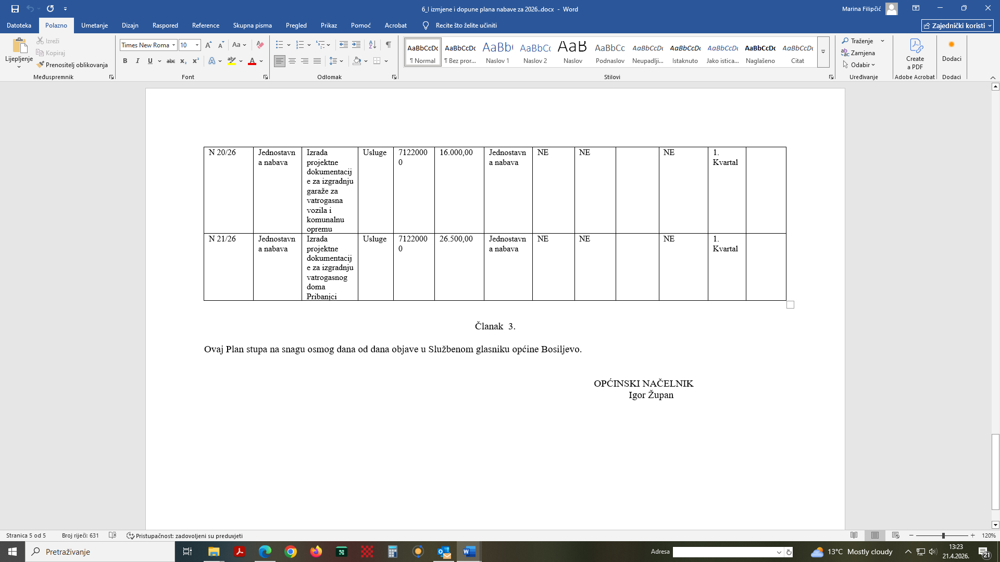 6_I izmjene i dopune plana nabave za 2026..docx - Word
Marina Filipčić
Datoteka Polazno Umetanje Dizajn Raspored Reference Skupna pisma Pregled Prikaz Pomoć Acrobat Recite što želite učiniti
Zajednički koristi
Lijepljenje
Izreži
Kopiraj
Prenositelj oblikovanja
Međuspremnik
Times New Roma 10
Font
Odlomak
AaBbCcDc AaBbCcDc AaBb( AaBbCc AaB AaBbCc AaBbCcDc AaBbCcDc AaBbCcDc AaBbCcDc AaBbCcDc
¶ Normal ¶ Bez pror... Naslov 1 Naslov 2 Naslov Podnaslov Neupadlji... Istaknuto Jako istica... Naglašeno Citat
Stilovi
Traženje
Zamjena
Odabir
Uređivanje
Create
a PDF
Adobe Acrobat
Dodaci
Dodaci
N 20/26 Jednostavn Izrada Usluge 7122000 16.000,00 Jednostavn NE NE NE 1.
a nabava projektne 0 a nabava Kvartal
dokumentacij
e za izgradnju
garaže za
vatrogasna
vozila i
komunalnu
opremu
N 21/26 Jednostavn Izrada Usluge 7122000 26.500,00 Jednostavn NE NE NE 1.
a nabava projektne 0 a nabava Kvartal
dokumentacij
e za izgradnju
vatrogasnog
doma
Pribanjci
Članak 3.
Ovaj Plan stupa na snagu osmog dana od dana objave u Službenom glasniku općine Bosiljevo.
OPĆINSKI NAČELNIK
Igor Župan
Stranica 5 od 5 Broj riječi: 631 Pristupačnost: zadovoljeni su preduvjeti
120%
Pretraživanje
Adresa
13°C Mostly cloudy
13:23
21.4.2026.
21